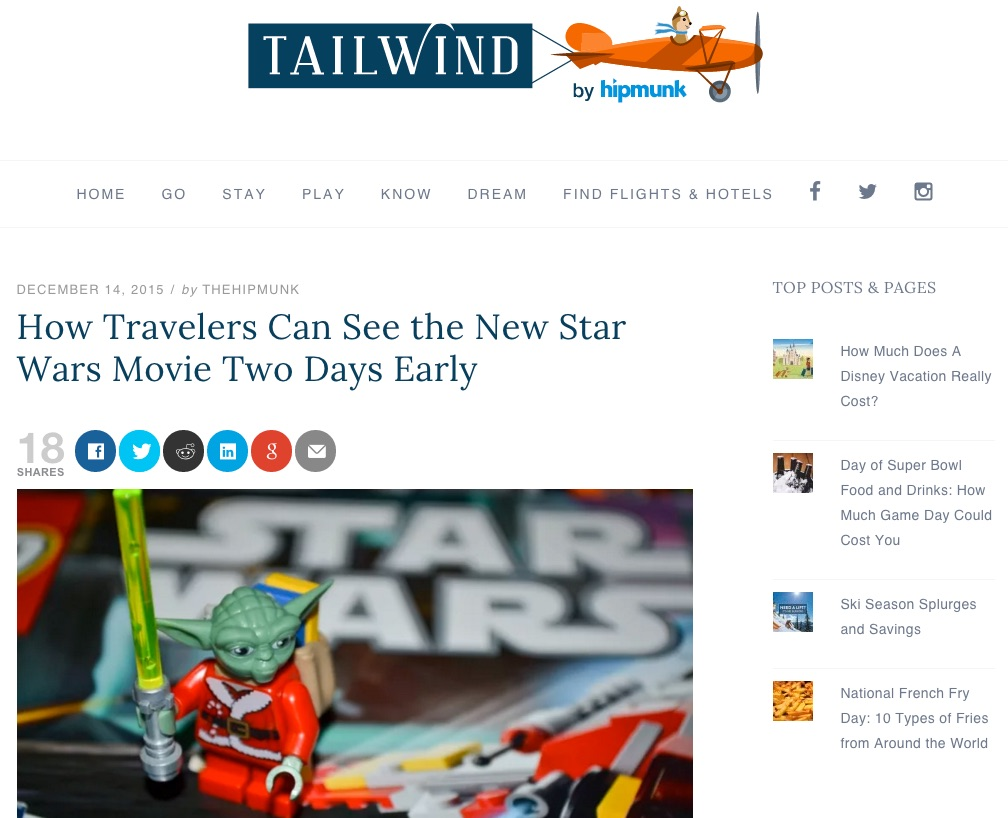 TAILWIND
by hipmunk
HOME GO STAY PLAY KNOW DREAM FIND FLIGHTS & HOTELS
DECEMBER 14, 2015 / by THEHIPMUNK
How Travelers Can See the New Star
Wars Movie Two Days Early
18
SHARES
STAR
WARS
TOP POSTS & PAGES
How Much Does A
Disney Vacation Really
Cost?
Day of Super Bowl
Food and Drinks: How
Much Game Day Could
Cost You
NEED A LIFT?
Ski Season Splurges
and Savings
National French Fry
Day: 10 Types of Fries
from Around the World